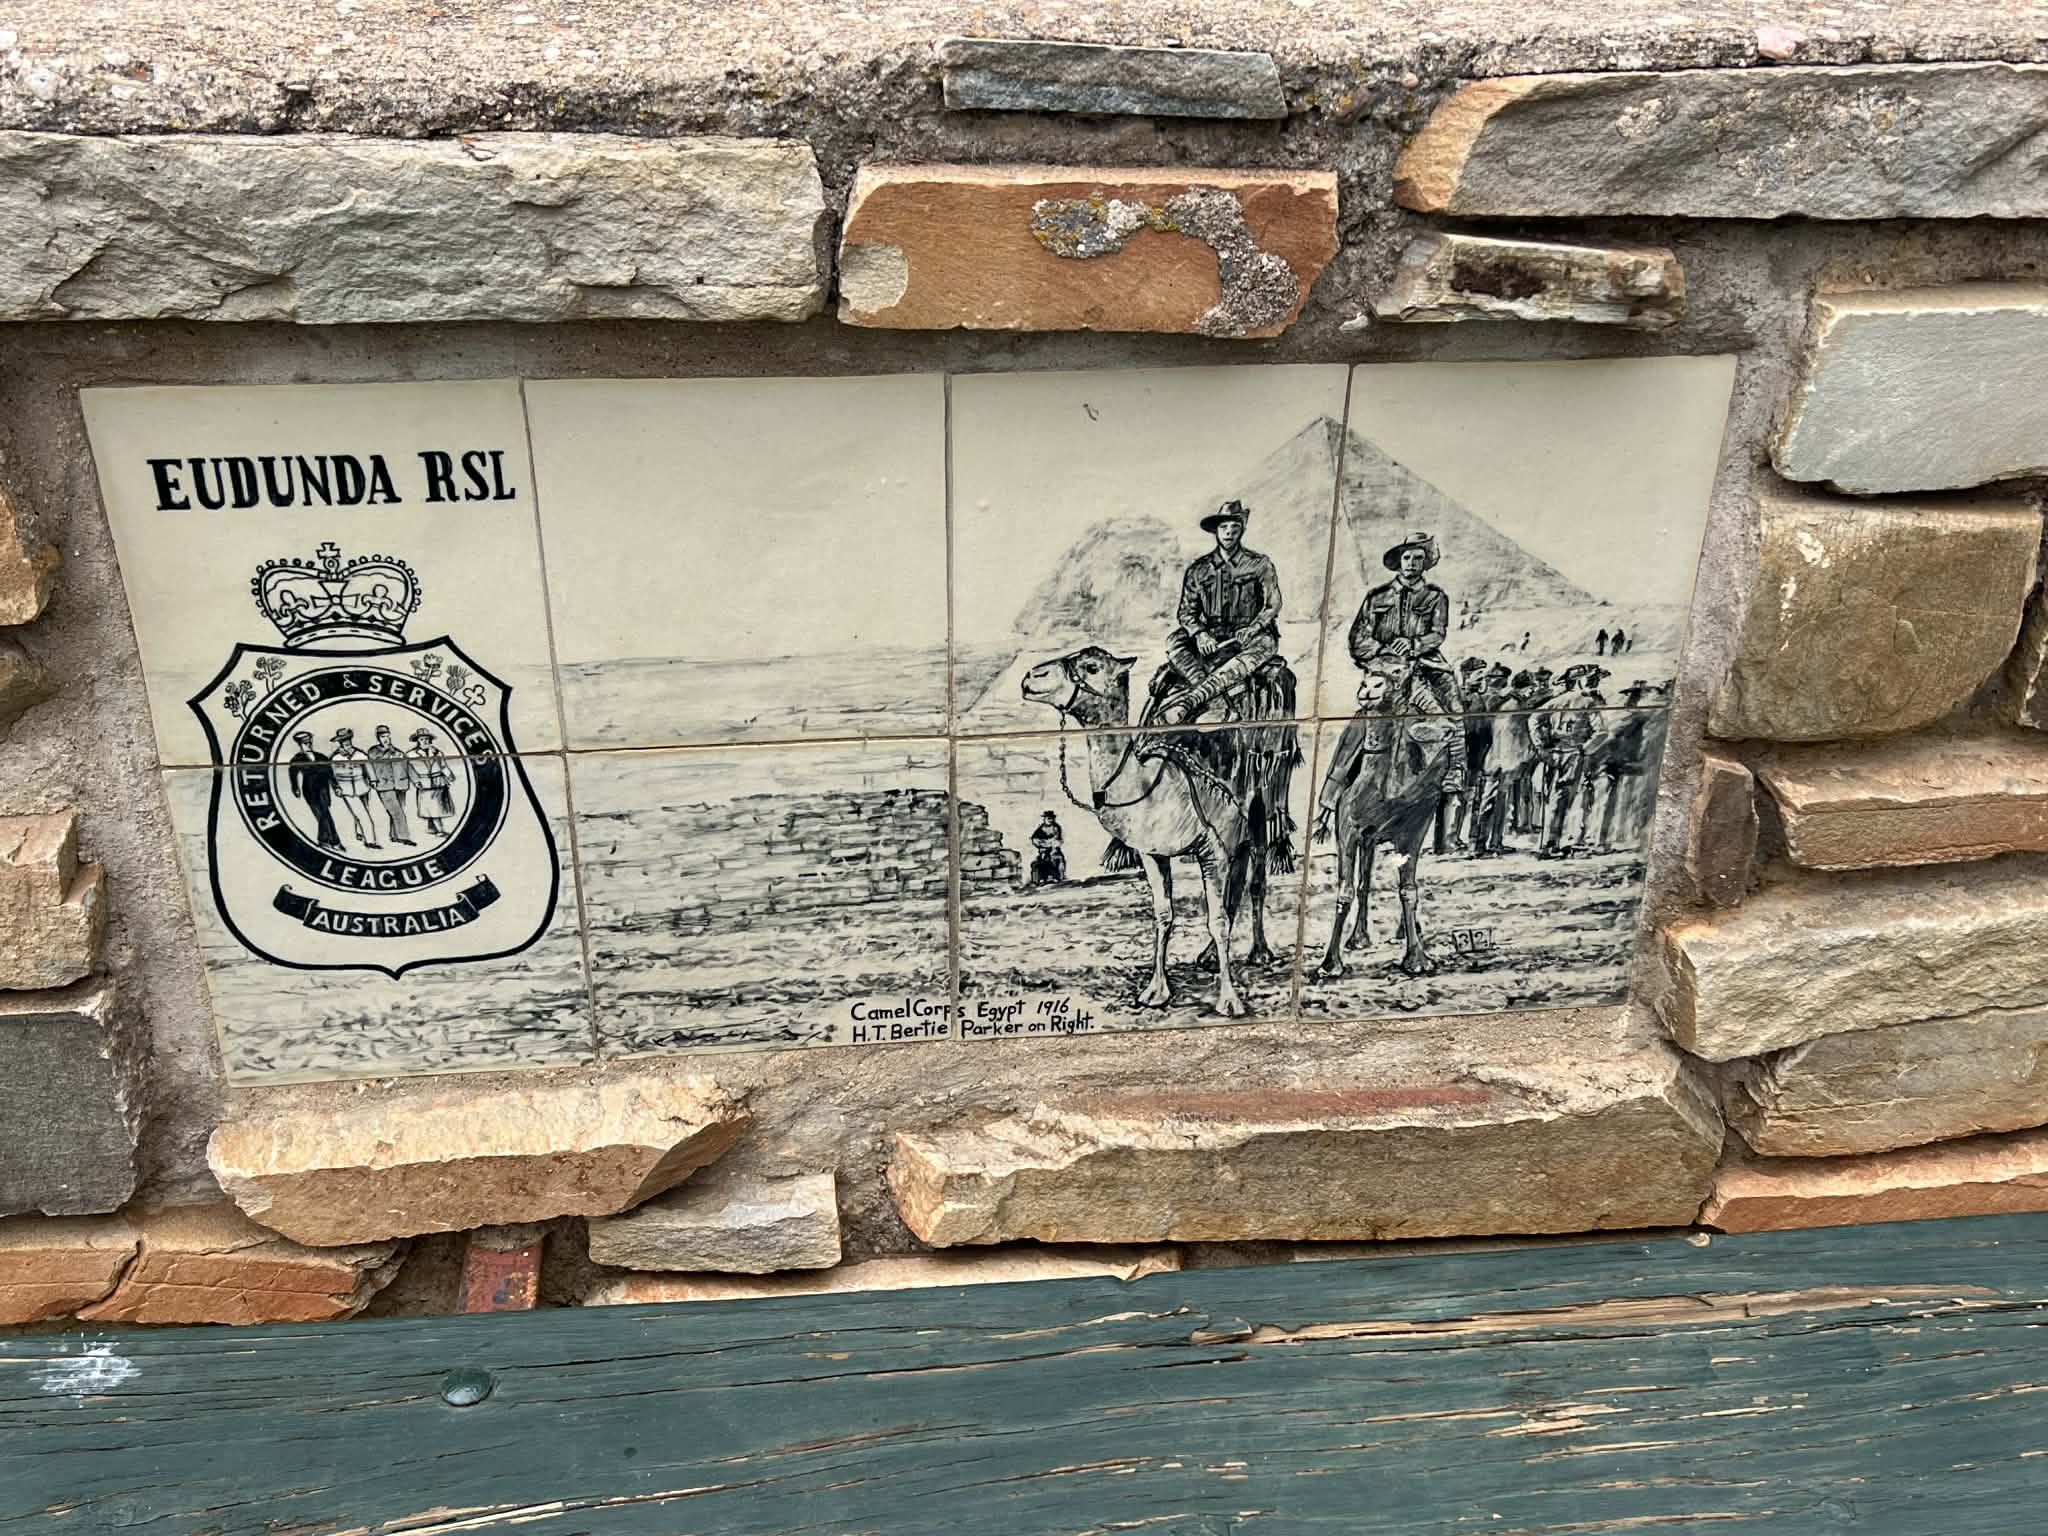 EUDUNDA RSL
RETURNED & SERVICES
LEAGUE
AUSTRALIA
Camel Corps Egypt 1916
H.T. Bertie Parker on Right.